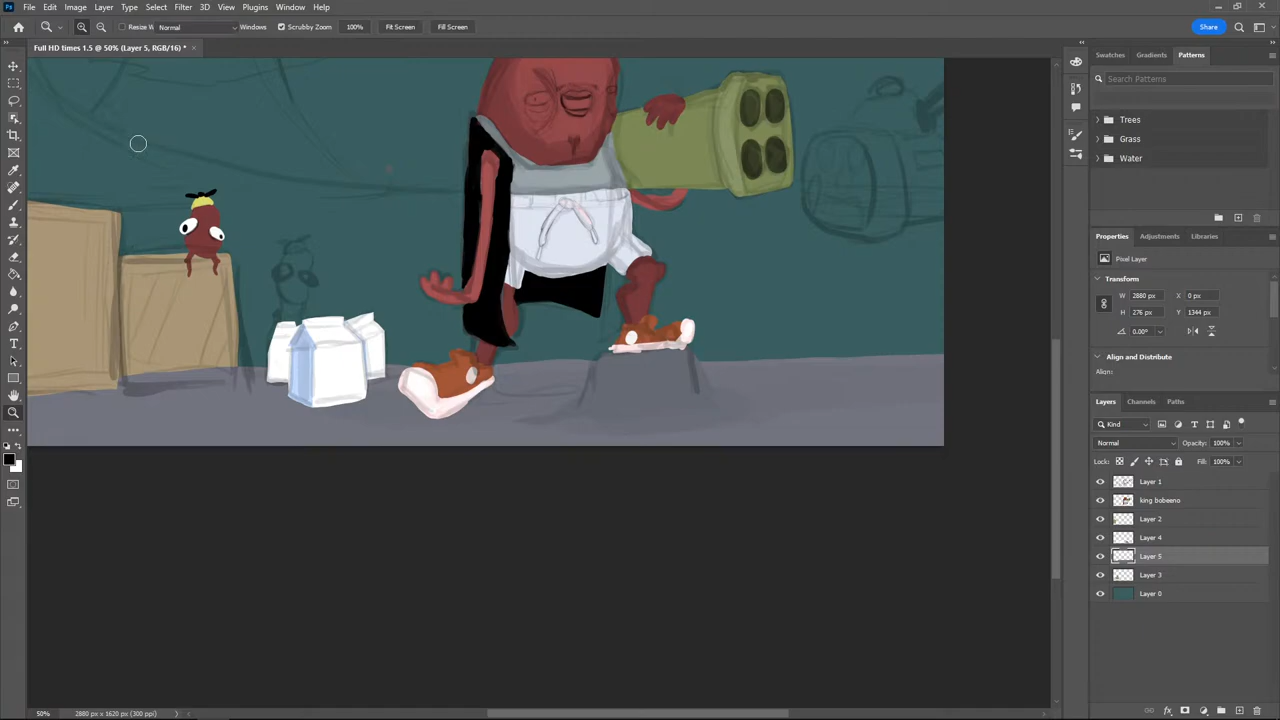 File Edit Image Layer Type Select Filter 3D View Plugins Window Help
Resize W Normal Windows Scrubby Zoom 100% Fit Screen Fill Screen Share
Full HD times 1.5 @ 50% (Layer 5, RGB/16) *
Swatches Gradients Patterns
Search Patterns
Trees
Grass
Water
Properties Adjustments Libraries
Pixel Layer
Transform
W 2880 px X 0 px
H 276 px Y 1344 px
0.00°
Align and Distribute
Align:
Layers Channels Paths
Kind
Normal Opacity: 100%
Lock: Fill: 100%
Layer 1
king bobeeno
Layer 2
Layer 4
Layer 5
Layer 3
Layer 0
50% 2880 px x 1620 px (300 ppi)